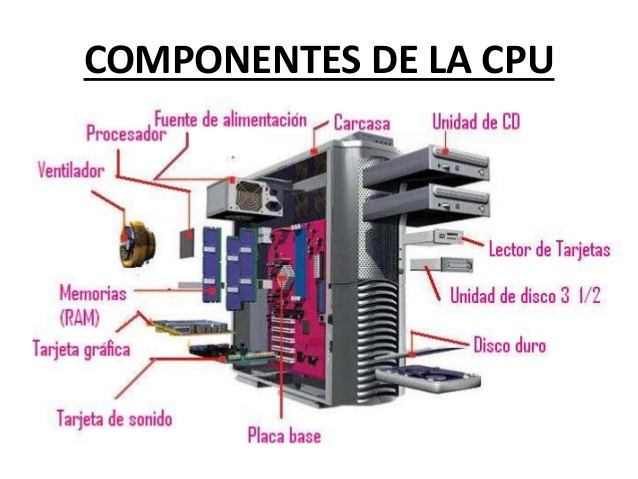 COMPONENTES DE LA CPU
Fuente de alimentación
Carcasa
Unidad de CD
Procesador
Ventilador
Lector de Tarjetas
Memorias
(RAM)
Unidad de disco 3 1/2
Tarjeta gráfica
Disco duro
Tarjeta de sonido
Placa base